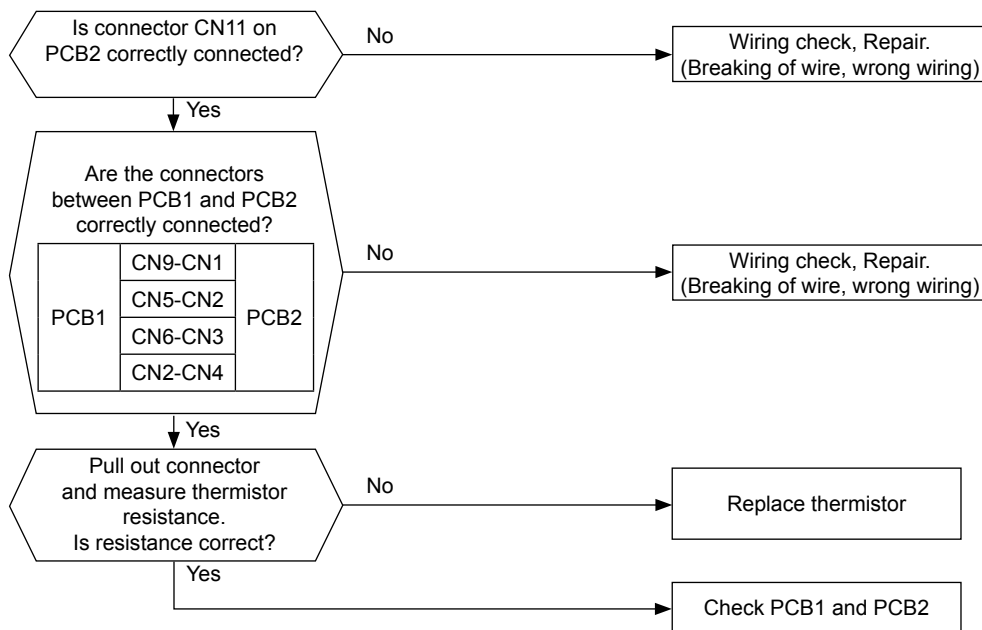 Is connector CN11 on
PCB2 correctly connected?
No
Wiring check, Repair.
(Breaking of wire, wrong wiring)
Yes
Are the connectors
between PCB1 and PCB2
correctly connected?
PCB1
CN9-CN1
CN5-CN2
CN6-CN3
CN2-CN4
PCB2
No
Wiring check, Repair.
(Breaking of wire, wrong wiring)
Yes
Pull out connector
and measure thermistor
resistance.
Is resistance correct?
No
Replace thermistor
Yes
Check PCB1 and PCB2